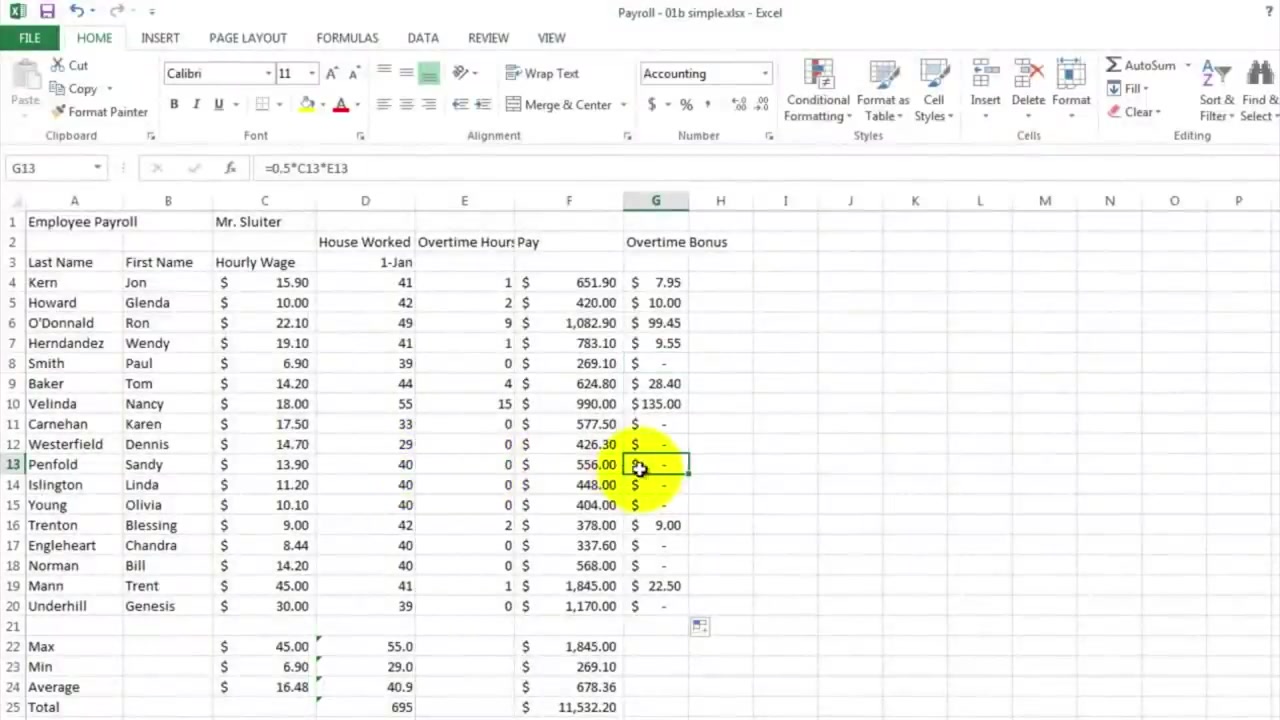 Payroll - 01b simple.xlsx - Excel ?
FILE HOME INSERT PAGE LAYOUT FORMULAS DATA REVIEW VIEW
Cut Calibri 11 Wrap Text Accounting AutoSum
Copy Fill
Paste Format Painter B I U A Merge & Center $ % Conditional Formatting Format as Table Cell Styles Insert Delete Format Clear Sort & Filter Find & Select
Clipboard Font Alignment Number Styles Cells Editing
G13 fx =0.5*C13*E13
A B C D E F G H I J K L M N O P
1 Employee Payroll Mr. Sluiter
2 House Worked Overtime Hours Pay Overtime Bonus
3 Last Name First Name Hourly Wage 1-Jan
4 Kern Jon $ 15.90 41 1 $ 651.90 $ 7.95
5 Howard Glenda $ 10.00 42 2 $ 420.00 $ 10.00
6 O'Donnald Ron $ 22.10 49 9 $ 1,082.90 $ 99.45
7 Herndandez Wendy $ 19.10 41 1 $ 783.10 $ 9.55
8 Smith Paul $ 6.90 39 0 $ 269.10 $ -
9 Baker Tom $ 14.20 44 4 $ 624.80 $ 28.40
10 Velinda Nancy $ 18.00 55 15 $ 990.00 $ 135.00
11 Carnehan Karen $ 17.50 33 0 $ 577.50 $ -
12 Westerfield Dennis $ 14.70 29 0 $ 426.30 $ -
13 Penfold Sandy $ 13.90 40 0 $ 556.00 $ -
14 Islington Linda $ 11.20 40 0 $ 448.00 $ -
15 Young Olivia $ 10.10 40 0 $ 404.00 $ -
16 Trenton Blessing $ 9.00 42 2 $ 378.00 $ 9.00
17 Engleheart Chandra $ 8.44 40 0 $ 337.60 $ -
18 Norman Bill $ 14.20 40 0 $ 568.00 $ -
19 Mann Trent $ 45.00 41 1 $ 1,845.00 $ 22.50
20 Underhill Genesis $ 30.00 39 0 $ 1,170.00 $ -
21
22 Max $ 45.00 55.0 $ 1,845.00
23 Min $ 6.90 29.0 $ 269.10
24 Average $ 16.48 40.9 $ 678.36
25 Total 695 $ 11,532.20